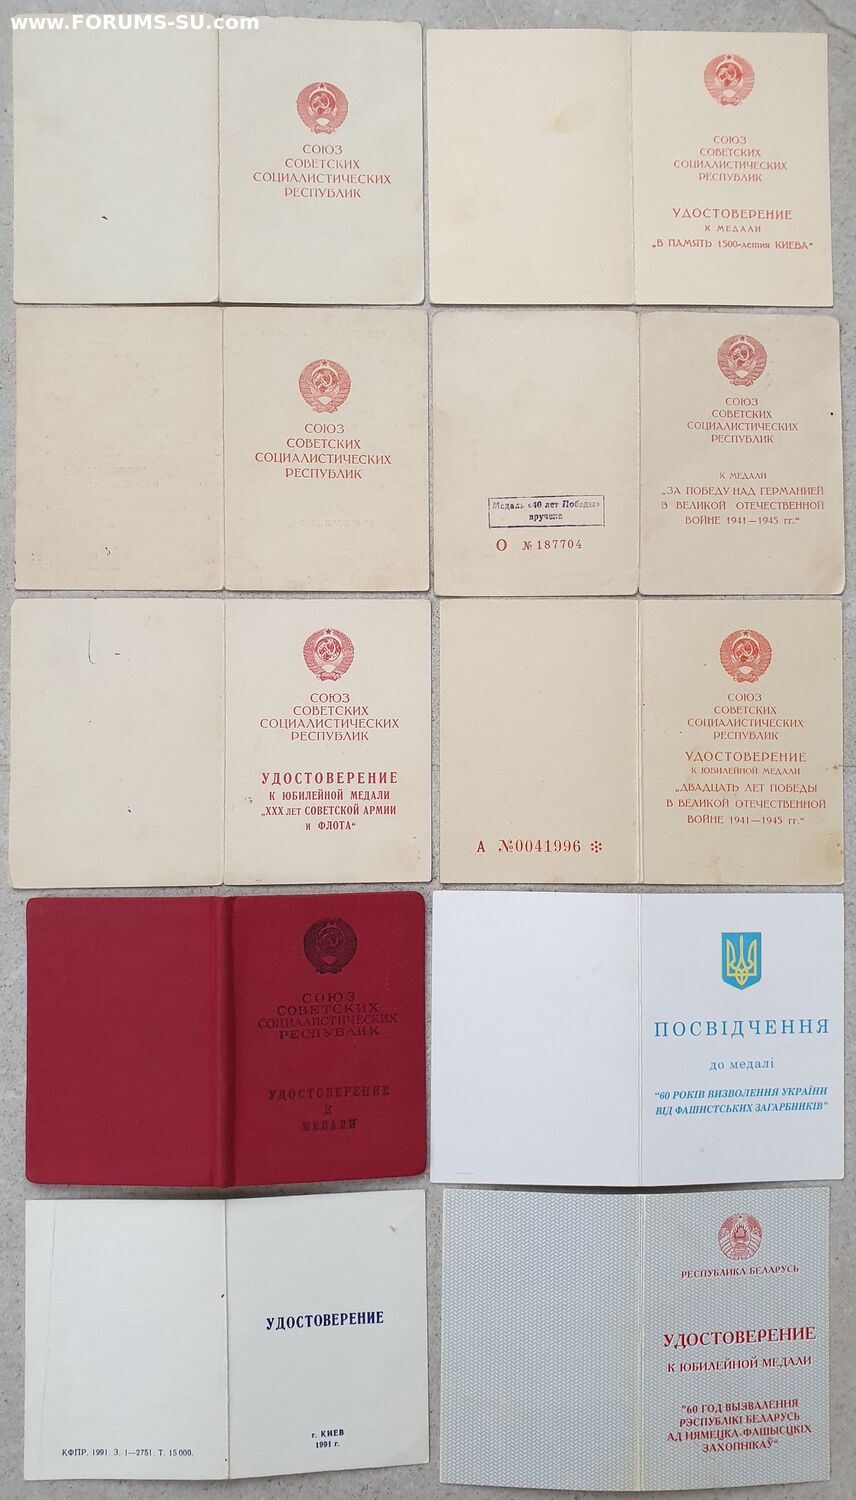 www.FORUMS-SU.com
СОЮЗ
СОВЕТСКИХ
СОЦИАЛИСТИЧЕСКИХ
РЕСПУБЛИК
СОЮЗ
СОВЕТСКИХ
СОЦИАЛИСТИЧЕСКИХ
РЕСПУБЛИК
УДОСТОВЕРЕНИЕ
К МЕДАЛИ
„В ПАМЯТЬ 1500-летия КИЕВА“
СОЮЗ
СОВЕТСКИХ
СОЦИАЛИСТИЧЕСКИХ
РЕСПУБЛИК
Медаль «40 лет Победы»
вручена
О № 187704
СОЮЗ
СОВЕТСКИХ
СОЦИАЛИСТИЧЕСКИХ
РЕСПУБЛИК
К МЕДАЛИ
„ЗА ПОБЕДУ НАД ГЕРМАНИЕЙ
В ВЕЛИКОЙ ОТЕЧЕСТВЕННОЙ
ВОЙНЕ 1941—1945 гг.“
СОЮЗ
СОВЕТСКИХ
СОЦИАЛИСТИЧЕСКИХ
РЕСПУБЛИК
УДОСТОВЕРЕНИЕ
К ЮБИЛЕЙНОЙ МЕДАЛИ
„XXX ЛЕТ СОВЕТСКОЙ АРМИИ
И ФЛОТА“
А №0041996
СОЮЗ
СОВЕТСКИХ
СОЦИАЛИСТИЧЕСКИХ
РЕСПУБЛИК
УДОСТОВЕРЕНИЕ
К ЮБИЛЕЙНОЙ МЕДАЛИ
„ДВАДЦАТЬ ЛЕТ ПОБЕДЫ
В ВЕЛИКОЙ ОТЕЧЕСТВЕННОЙ
ВОЙНЕ 1941—1945 гг.“
СОЮЗ
СОВЕТСКИХ
СОЦИАЛИСТИЧЕСКИХ
РЕСПУБЛИК
УДОСТОВЕРЕНИЕ
К
МЕДАЛИ
ПОСВІДЧЕННЯ
до медалі
"60 РОКІВ ВИЗВОЛЕННЯ УКРАЇНИ
ВІД ФАШИСТСЬКИХ ЗАГАРБНИКІВ"
КФПР. 1991. З. 1—2751. Т. 15000.
УДОСТОВЕРЕНИЕ
г. КИЕВ
1991 г.
РЕСПУБЛИКА БЕЛАРУСЬ
УДОСТОВЕРЕНИЕ
К ЮБИЛЕЙНОЙ МЕДАЛИ
"60 ГОД ВЫЗВАЛЕННЯ
РЭСПУБЛІКІ БЕЛАРУСЬ
АД НЯМЕЦКА-ФАШЫСЦКІХ
ЗАХОПНІКАЎ"